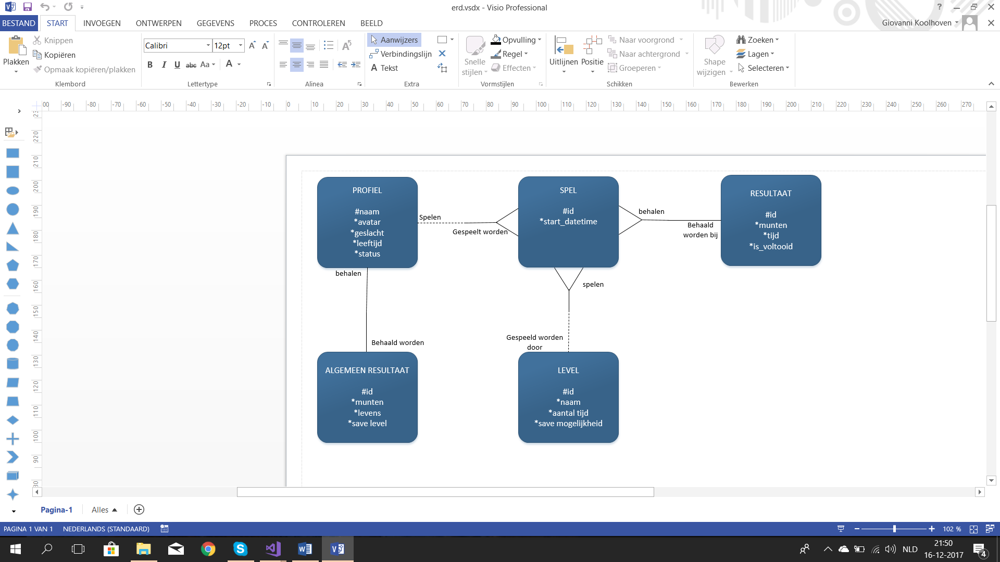 erd.vsdx - Visio Professional
?
BESTAND START INVOEGEN ONTWERPEN GEGEVENS PROCES CONTROLEREN BEELD
Giovanni Koolhoven
Plakken
Knippen
Kopiëren
Opmaak kopiëren/plakken
Klembord
Calibri 12pt
B I U abc Aa A
Lettertype
Alinea
Aanwijzers
Verbindingslijn
A Tekst
Extra
Snelle stijlen
Opvulling
Regel
Effecten
Vormstijlen
Uitlijnen Positie
Naar voorgrond
Naar achtergrond
Groeperen
Schikken
Shape wijzigen
Zoeken
Lagen
Selecteren
Bewerken
00 -90 -80 -70 -60 -50 -40 -30 -20 -10 0 10 20 30 40 50 60 70 80 90 100 110 120 130 140 150 160 170 180 190 200 210 220 230 240 250 260 270
23
220
210
200
190
180
170
160
150
140
130
120
110
100
90
80
PROFIEL
#naam
*avatar
*geslacht
*leeftijd
*status
Spelen
Gespeelt worden
SPEL
#id
*start_datetime
behalen
Behaald
worden bij
RESULTAAT
#id
*munten
*tijd
*is_voltooid
behalen
Behaald worden
spelen
Gespeeld worden
door
ALGEMEEN RESULTAAT
#id
*munten
*levens
*save level
LEVEL
#id
*naam
*aantal tijd
*save mogelijkheid
Pagina-1 Alles
PAGINA 1 VAN 1 NEDERLANDS (STANDAARD)
102 %
NLD
21:50
16-12-2017
4